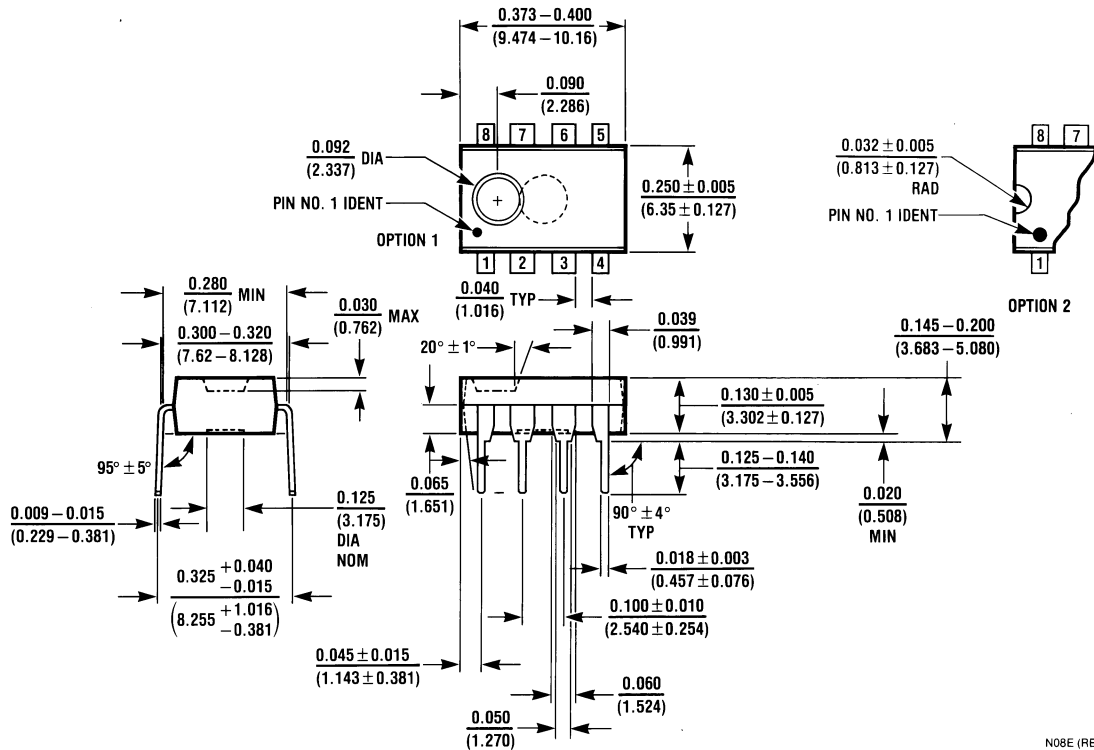 0.373 – 0.400
(9.474 – 10.16)
0.090
(2.286)
8 7 6 5
0.092 DIA
(2.337)
PIN NO. 1 IDENT
OPTION 1
0.250 ± 0.005
(6.35 ± 0.127)
1 2 3 4
8 7
0.032 ± 0.005
(0.813 ± 0.127)
RAD
PIN NO. 1 IDENT
1
OPTION 2
0.280 MIN
(7.112)
0.300 – 0.320
(7.62 – 8.128)
0.030 MAX
(0.762)
0.040 TYP
(1.016)
0.039
(0.991)
20° ± 1°
0.145 – 0.200
(3.683 – 5.080)
0.130 ± 0.005
(3.302 ± 0.127)
0.125 – 0.140
(3.175 – 3.556)
0.020
(0.508)
MIN
95° ± 5°
0.009 – 0.015
(0.229 – 0.381)
0.125
(3.175)
DIA
NOM
0.065
(1.651)
90° ± 4°
TYP
0.018 ± 0.003
(0.457 ± 0.076)
0.325 +0.040
−0.015
(8.255 +1.016
−0.381)
0.100 ± 0.010
(2.540 ± 0.254)
0.045 ± 0.015
(1.143 ± 0.381)
0.060
(1.524)
0.050
(1.270)
N08E (RE